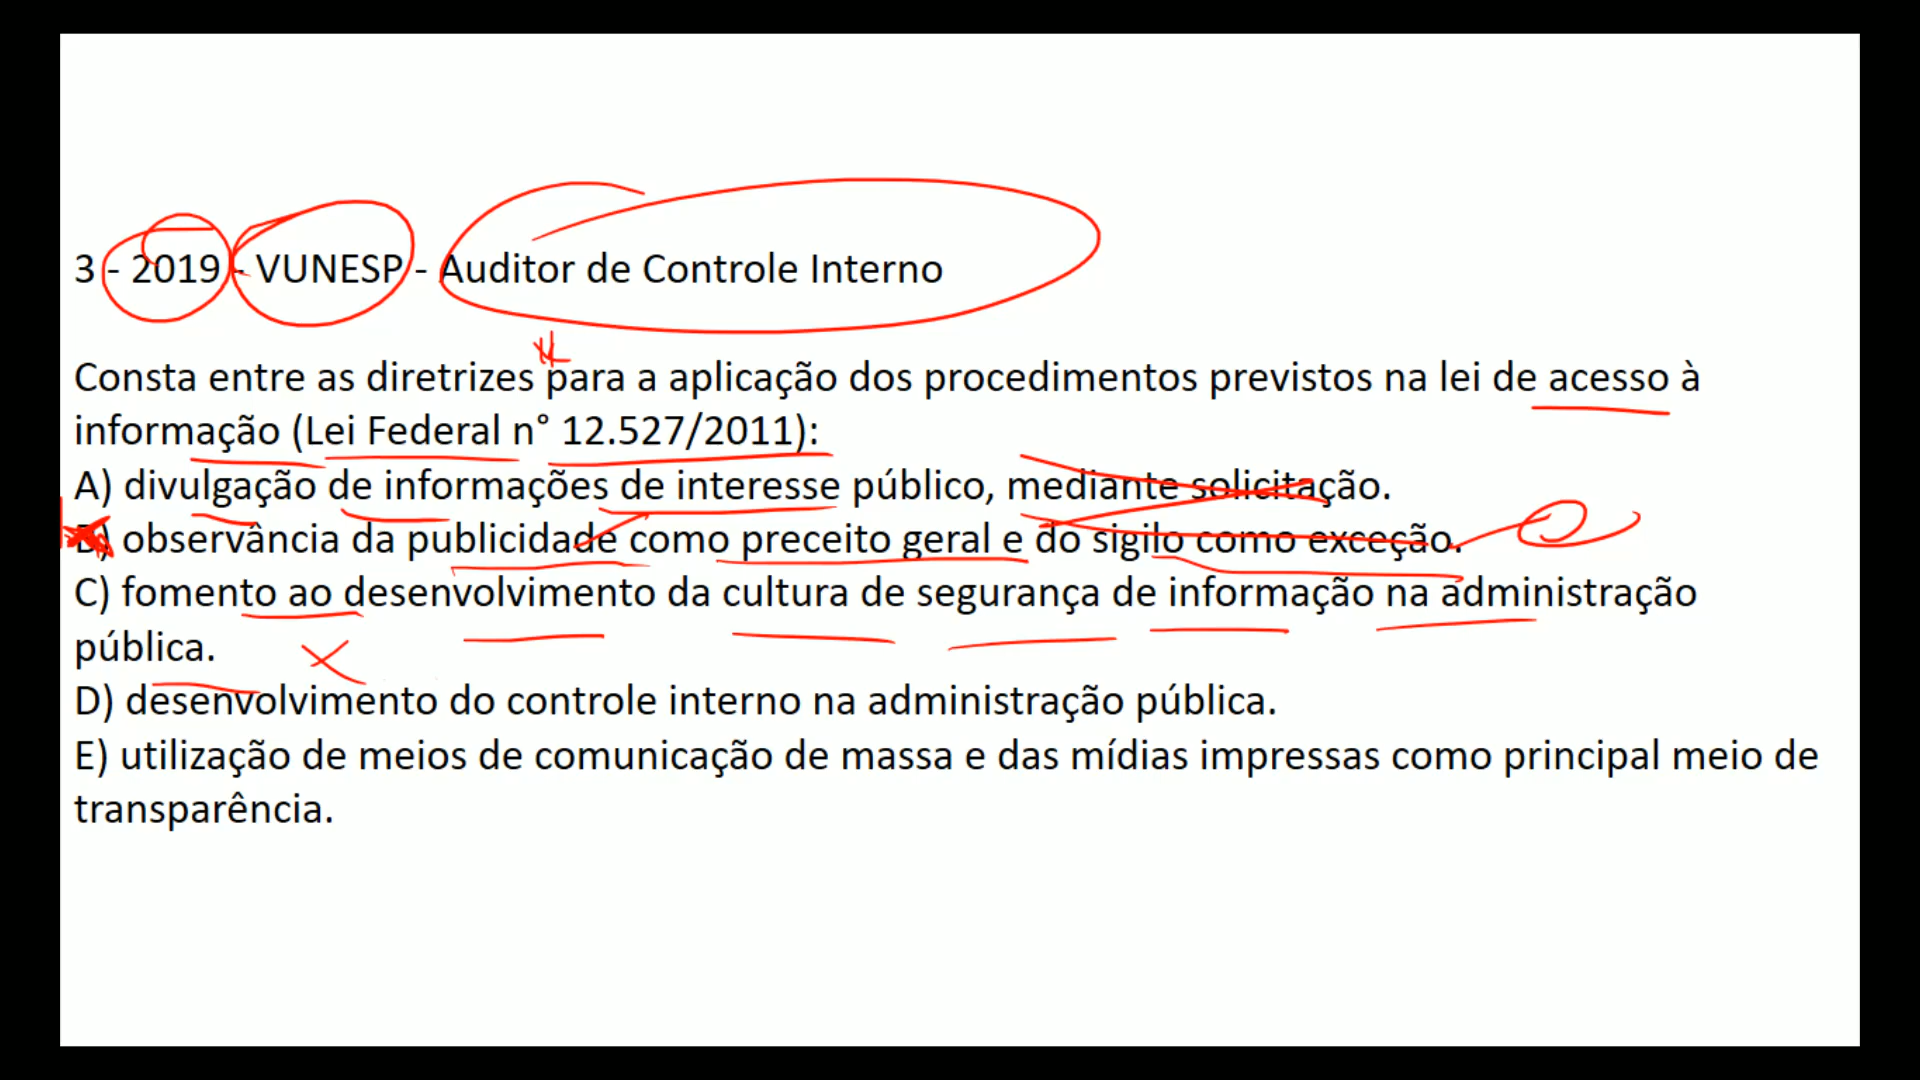 3 - 2019 - VUNESP - Auditor de Controle Interno
Consta entre as diretrizes para a aplicação dos procedimentos previstos na lei de acesso à
informação (Lei Federal n° 12.527/2011):
A) divulgação de informações de interesse público, mediante solicitação.
B) observância da publicidade como preceito geral e do sigilo como exceção.
C) fomento ao desenvolvimento da cultura de segurança de informação na administração
pública.
D) desenvolvimento do controle interno na administração pública.
E) utilização de meios de comunicação de massa e das mídias impressas como principal meio de
transparência.